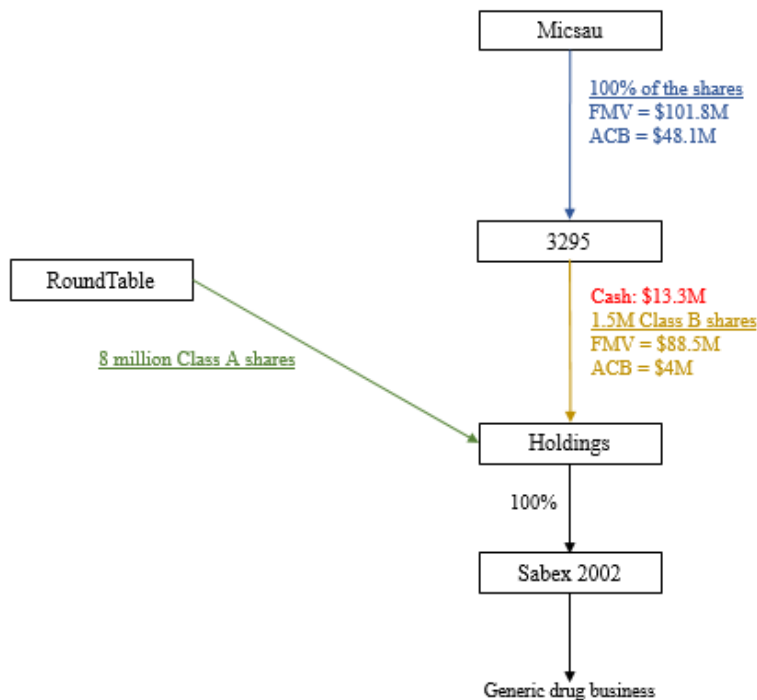 Micsau
100% of the shares
FMV = $101.8M
ACB = $48.1M
3295
RoundTable
Cash: $13.3M
1.5M Class B shares
FMV = $88.5M
ACB = $4M
8 million Class A shares
Holdings
100%
Sabex 2002
Generic drug business